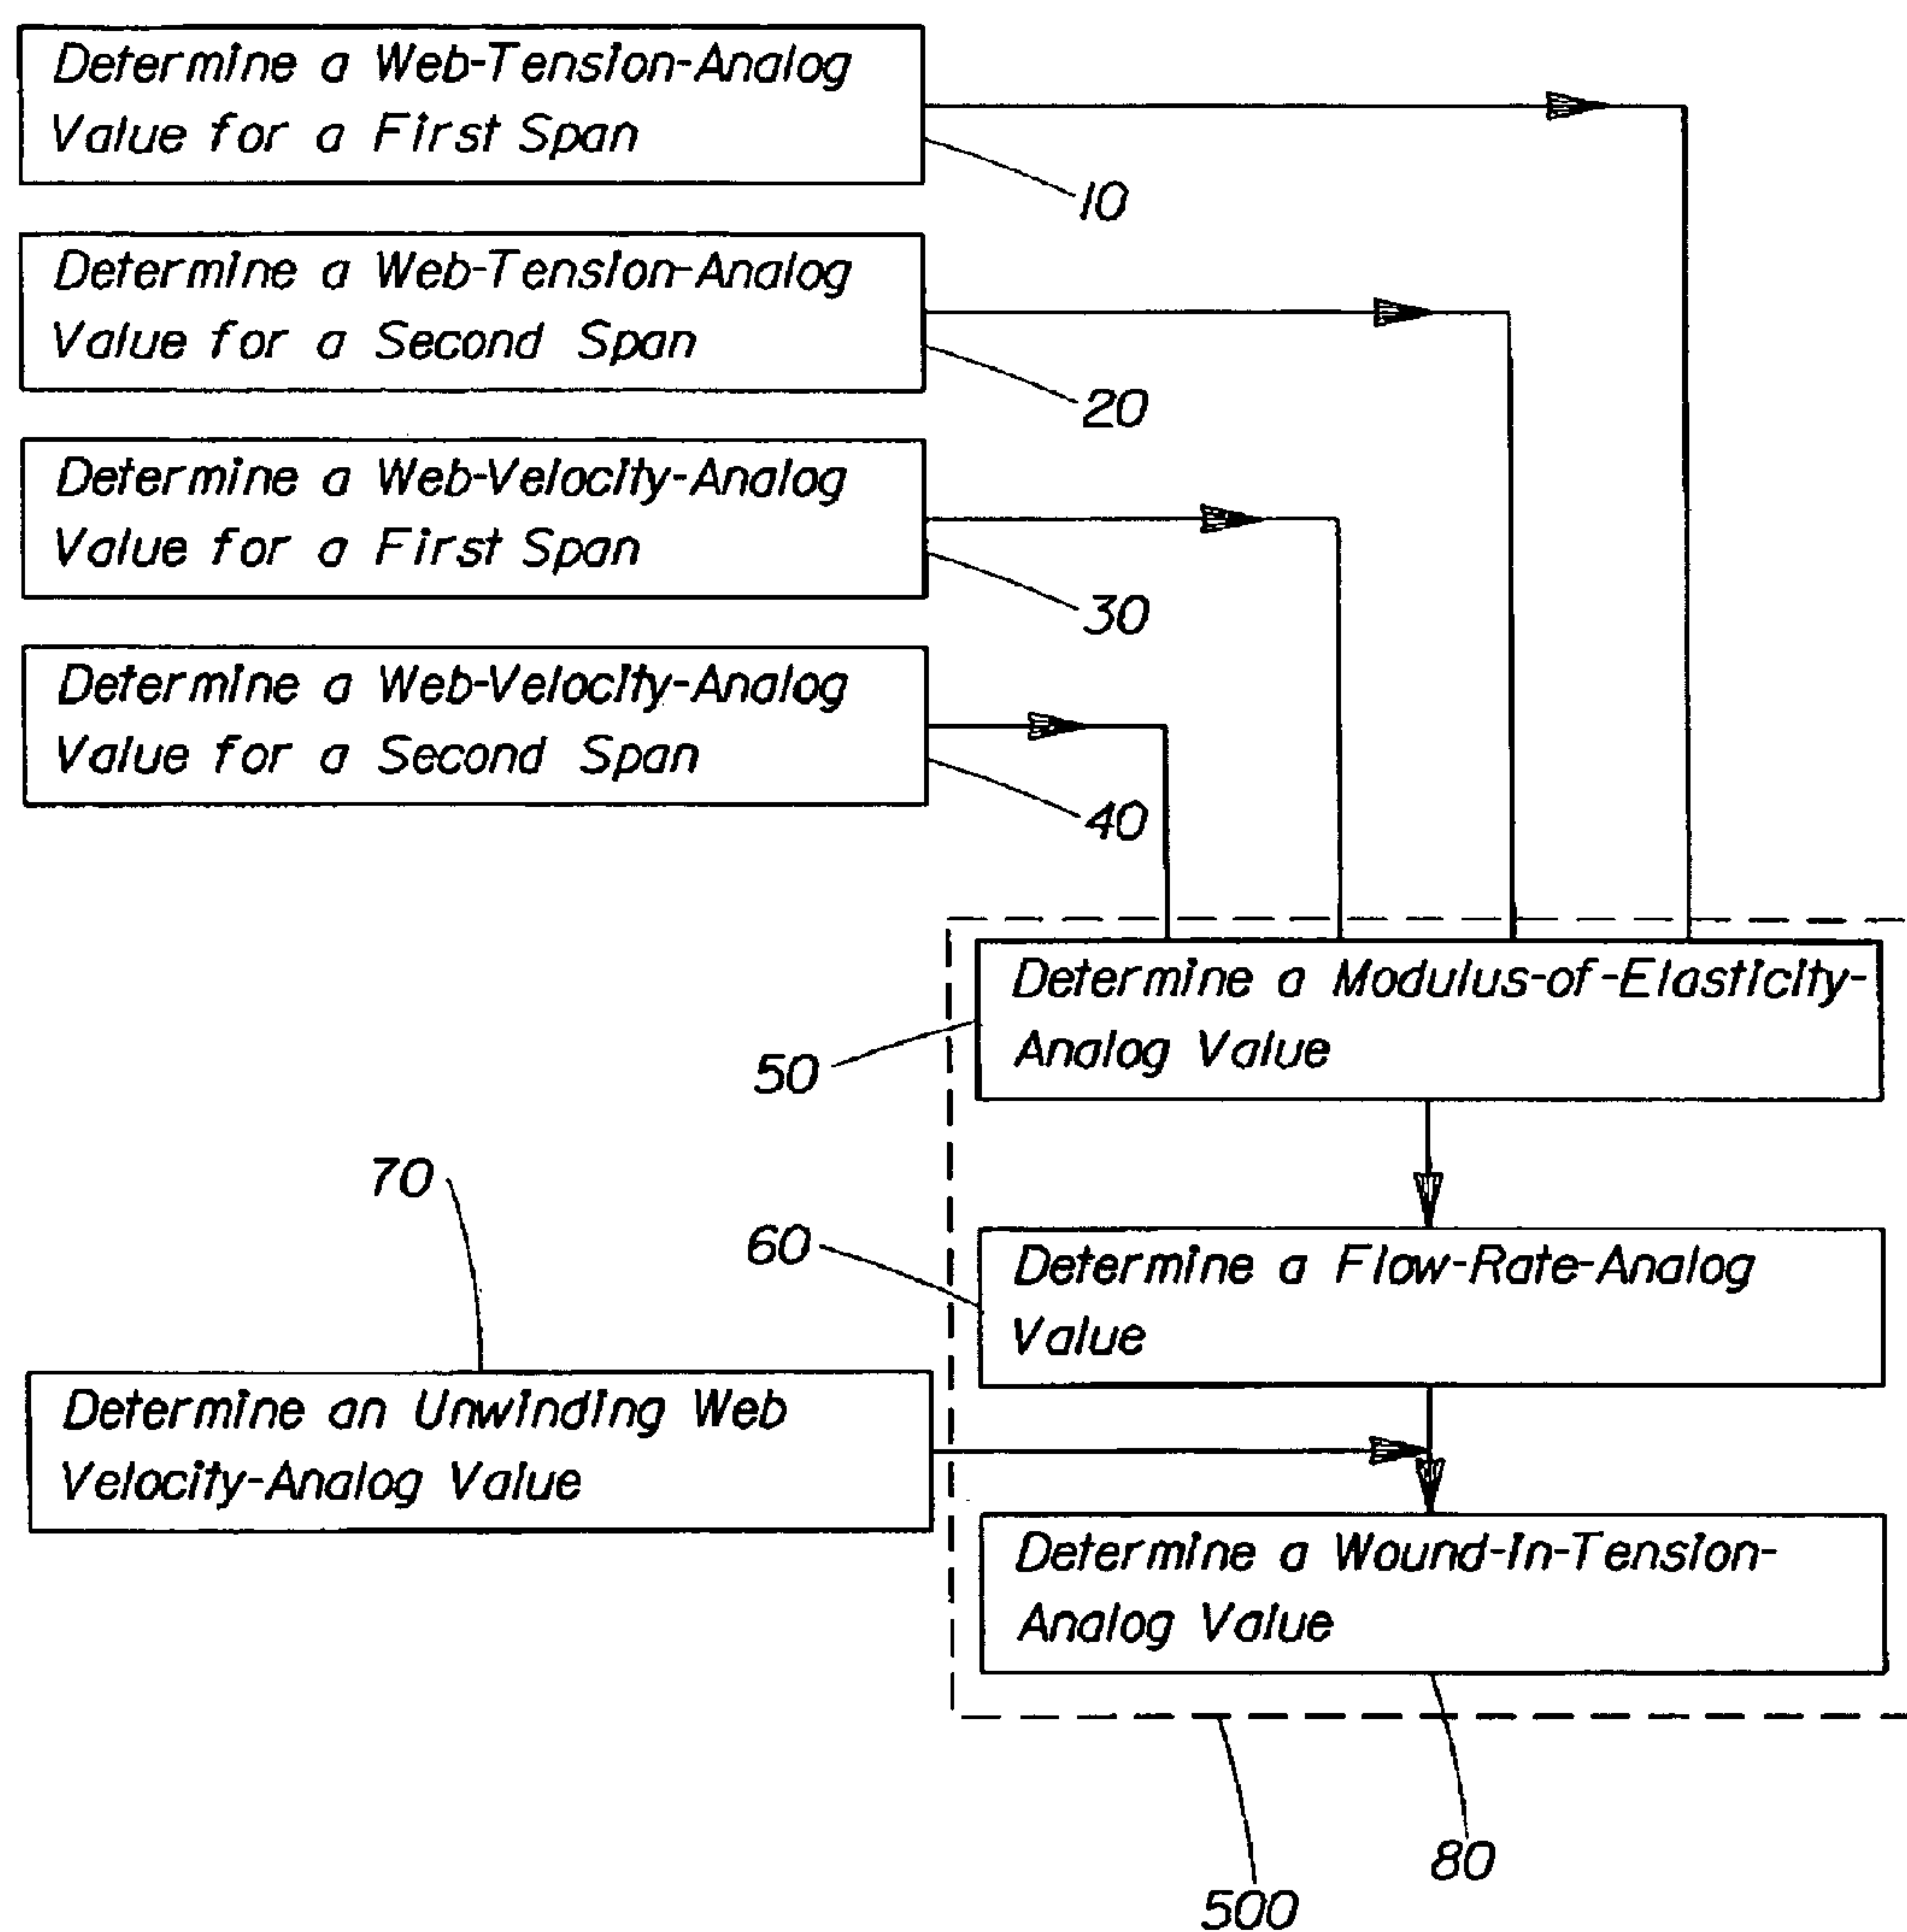 Determine a Web-Tension-Analog
Value for a First Span
10
Determine a Web-Tension-Analog
Value for a Second Span
20
Determine a Web-Velocity-Analog
Value for a First Span
30
Determine a Web-Velocity-Analog
Value for a Second Span
40
Determine a Modulus-of-Elasticity-
Analog Value
50
70
60
Determine a Flow-Rate-Analog
Value
Determine an Unwinding Web
Velocity-Analog Value
Determine a Wound-In-Tension-
Analog Value
80
500